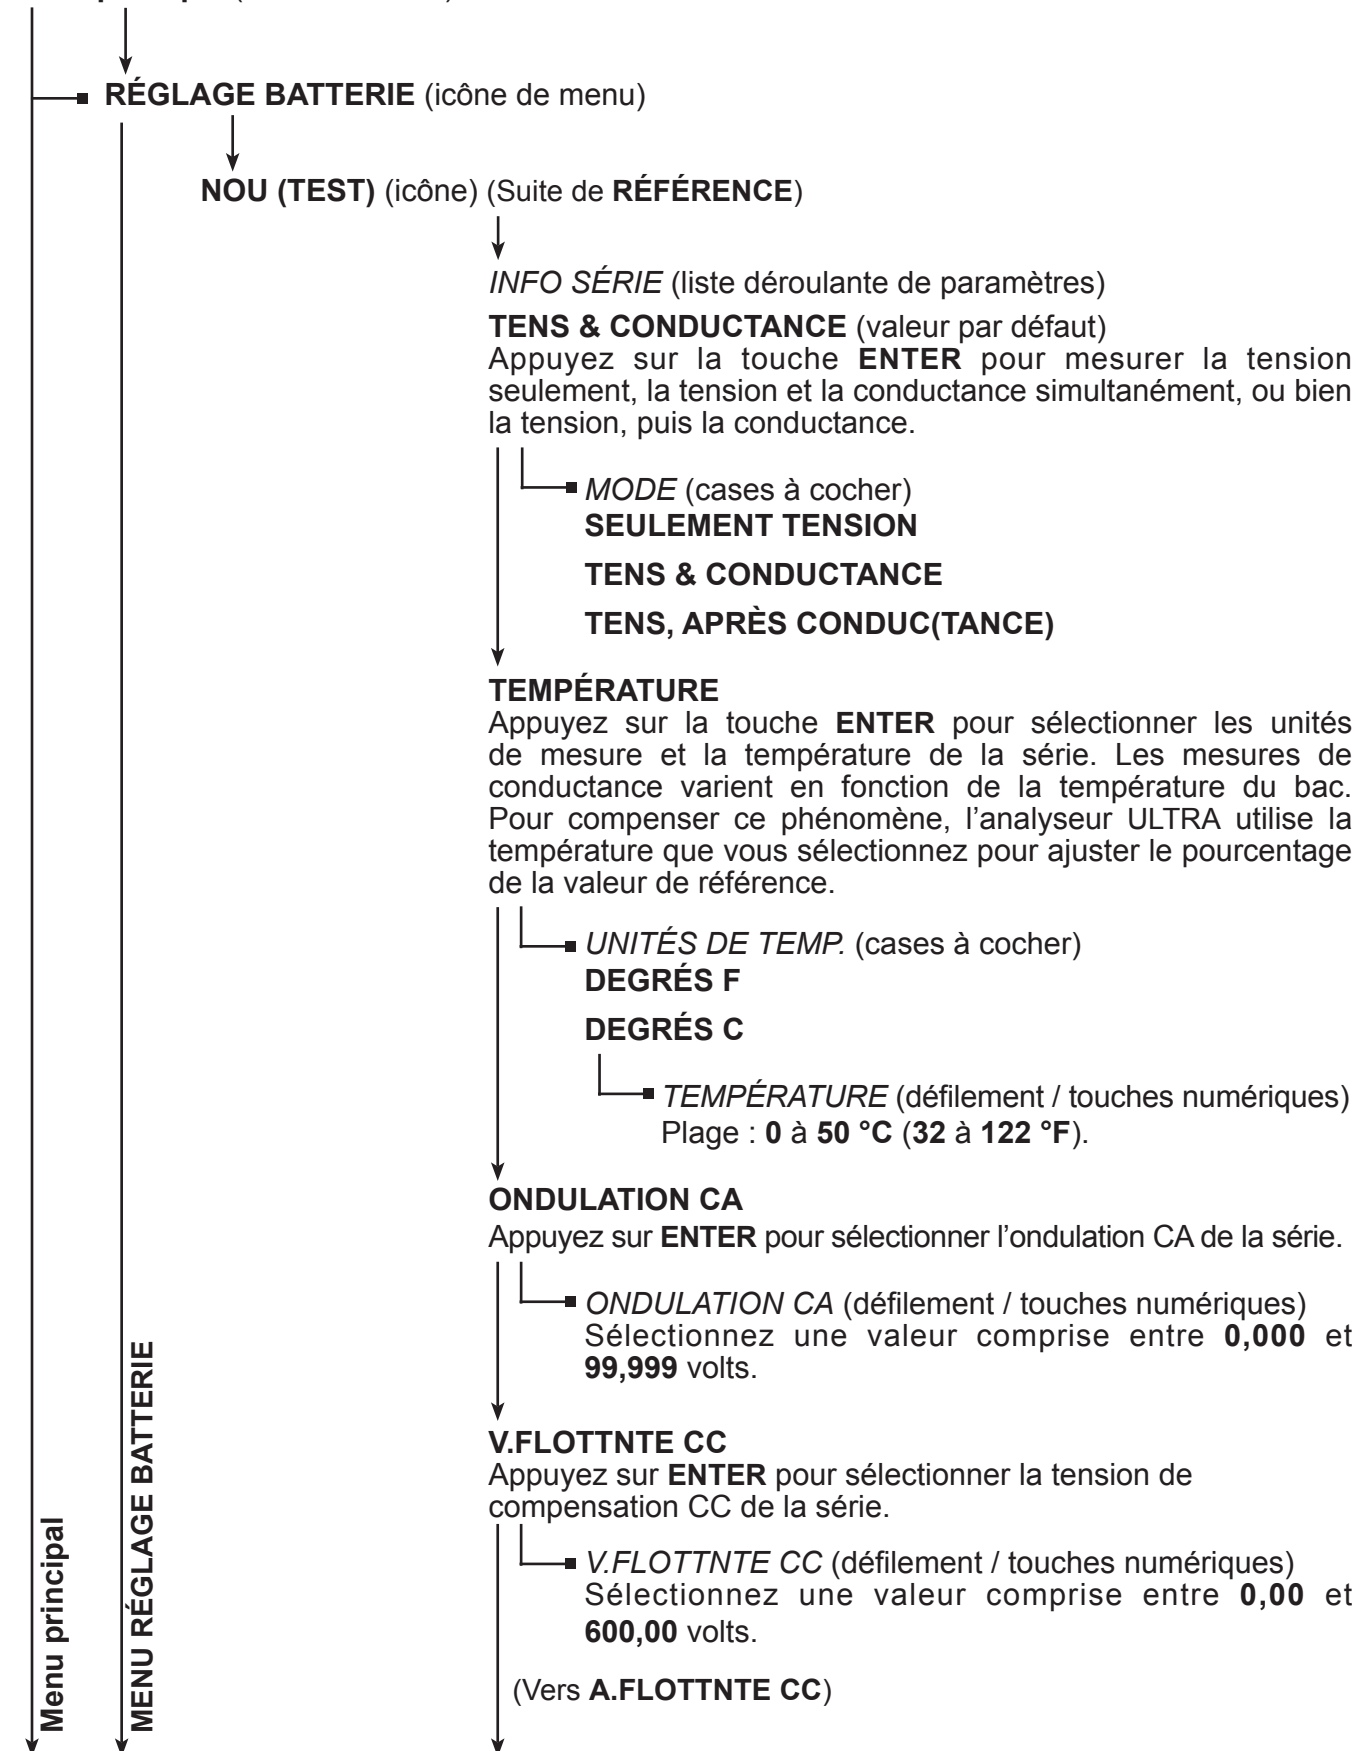 RÉGLAGE BATTERIE (icône de menu)
NOU (TEST) (icône) (Suite de RÉFÉRENCE)
INFO SÉRIE (liste déroulante de paramètres)
TENS & CONDUCTANCE (valeur par défaut)
Appuyez sur la touche ENTER pour mesurer la tension
seulement, la tension et la conductance simultanément, ou bien
la tension, puis la conductance.
MODE (cases à cocher)
SEULEMENT TENSION
TENS & CONDUCTANCE
TENS, APRÈS CONDUC(TANCE)
TEMPÉRATURE
Appuyez sur la touche ENTER pour sélectionner les unités
de mesure et la température de la série. Les mesures de
conductance varient en fonction de la température du bac.
Pour compenser ce phénomène, l’analyseur ULTRA utilise la
température que vous sélectionnez pour ajuster le pourcentage
de la valeur de référence.
UNITÉS DE TEMP. (cases à cocher)
DEGRÉS F
DEGRÉS C
TEMPÉRATURE (défilement / touches numériques)
Plage : 0 à 50 °C (32 à 122 °F).
ONDULATION CA
Appuyez sur ENTER pour sélectionner l’ondulation CA de la série.
ONDULATION CA (défilement / touches numériques)
Sélectionnez une valeur comprise entre 0,000 et
99,999 volts.
V.FLOTTNTE CC
Appuyez sur ENTER pour sélectionner la tension de
compensation CC de la série.
V.FLOTTNTE CC (défilement / touches numériques)
Sélectionnez une valeur comprise entre 0,00 et
600,00 volts.
(Vers A.FLOTTNTE CC)
Menu principal
MENU RÉGLAGE BATTERIE